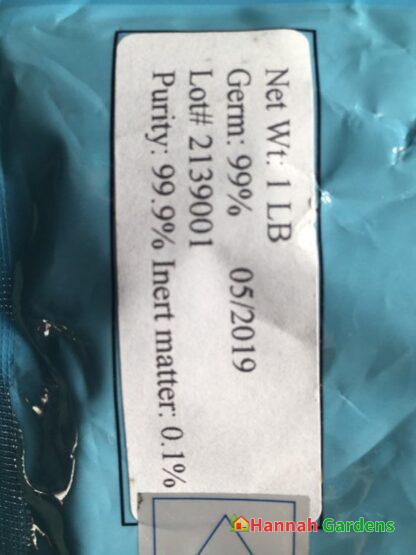 Net Wt: 1 LB
Germ: 99% 05/2019
Lot# 2139001
Purity: 99.9% Inert matter: 0.1%
Hannah Gardens